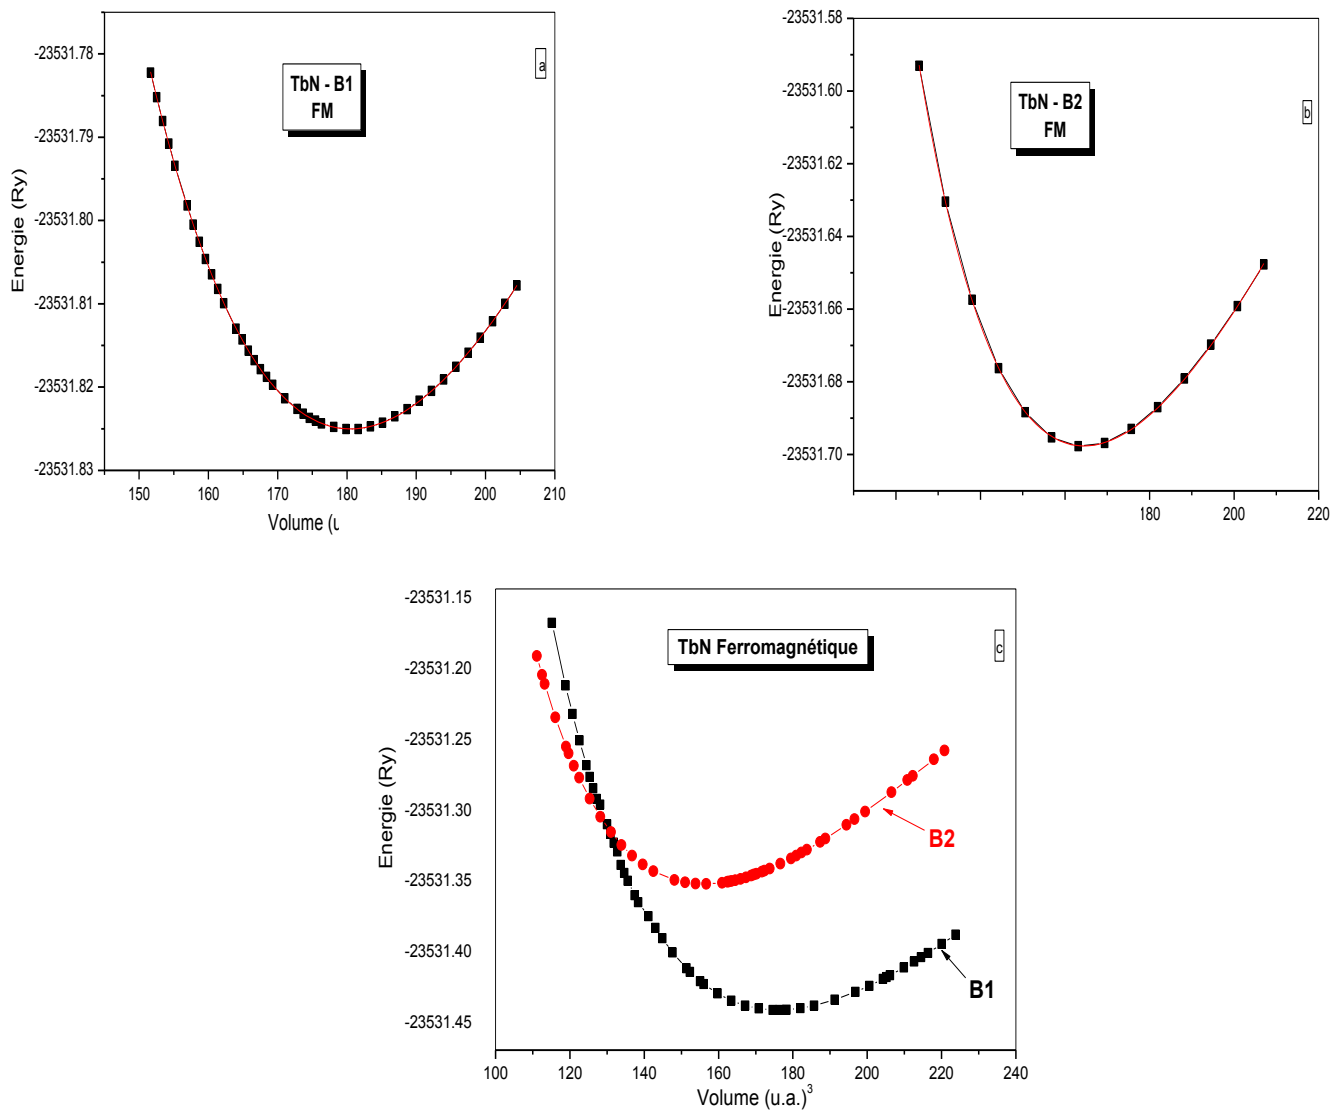 -23531.78
-23531.79
-23531.80
-23531.81
-23531.82
-23531.83
Energie (Ry)
TbN - B1
FM
a
150 160 170 180 190 200 210
Volume (u
-23531.58
-23531.60
-23531.62
-23531.64
-23531.66
-23531.68
-23531.70
Energie (Ry)
TbN - B2
FM
b
180 200 220
-23531.15
-23531.20
-23531.25
-23531.30
-23531.35
-23531.40
-23531.45
Energie (Ry)
TbN Ferromagnétique
c
B2
B1
100 120 140 160 180 200 220 240
Volume (u.a.)³